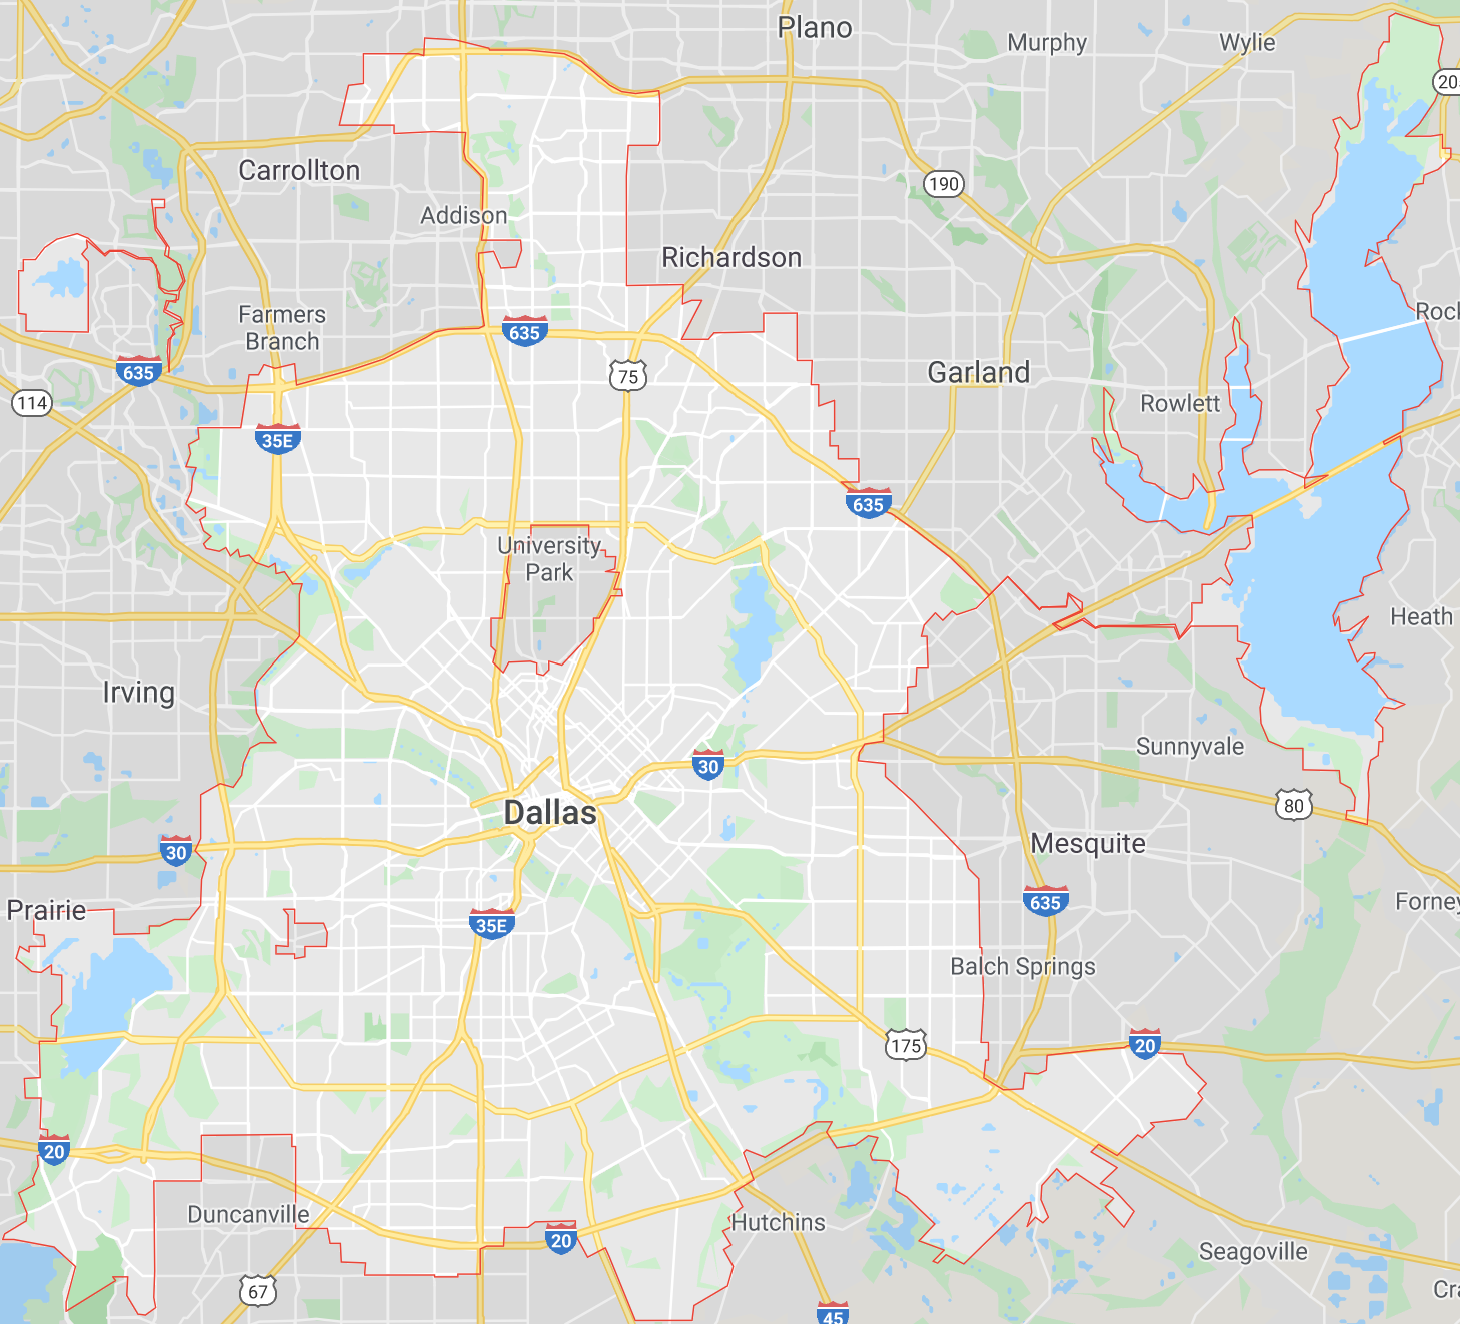 Plano
Murphy
Wylie
20
Carrollton
190
Addison
Richardson
Farmers
Branch
Rock
635
635
75
Garland
114
Rowlett
35E
635
University
Park
Heath
Irving
Sunnyvale
30
80
Dallas
Mesquite
30
635
Prairie
35E
Forney
Balch Springs
175
20
20
Duncanville
Hutchins
20
Seagoville
67
Cra
45